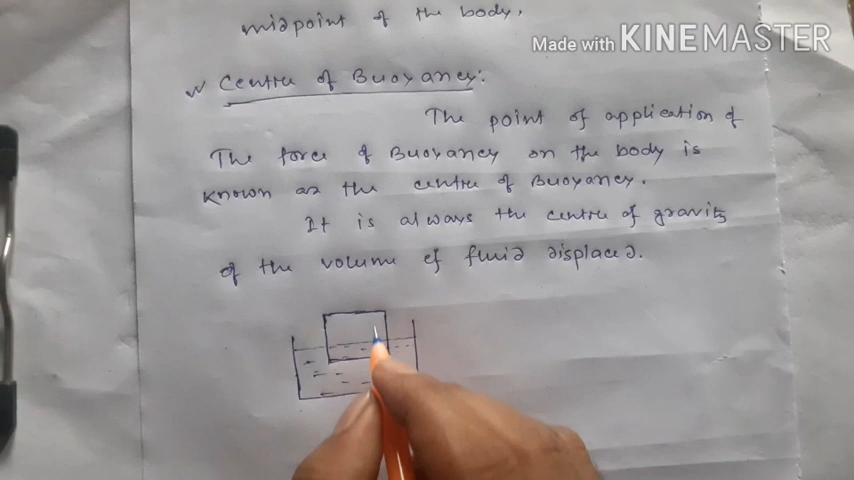 midpoint of the body.
Made with KINEMASTER
Centre of Buoyancy:
The point of application of
The force of Buoyancy on the body is
known as the centre of Buoyancy.
It is always the centre of gravity
of the volume of fluid displaced.